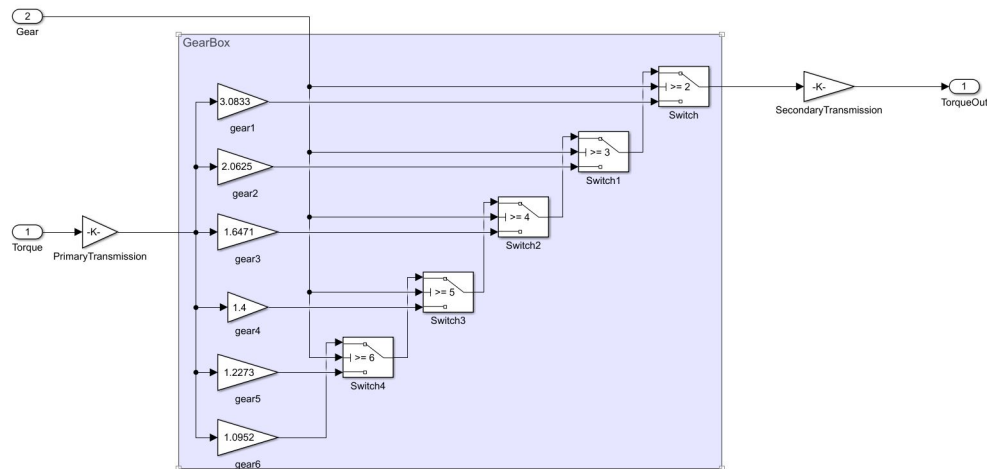 2
Gear
GearBox
>= 2
Switch
-K-
SecondaryTransmission
1
TorqueOut
3.0833
gear1
>= 3
Switch1
2.0625
gear2
>= 4
Switch2
1
Torque
-K-
PrimaryTransmission
1.6471
gear3
>= 5
Switch3
1.4
gear4
>= 6
Switch4
1.2273
gear5
1.0952
gear6